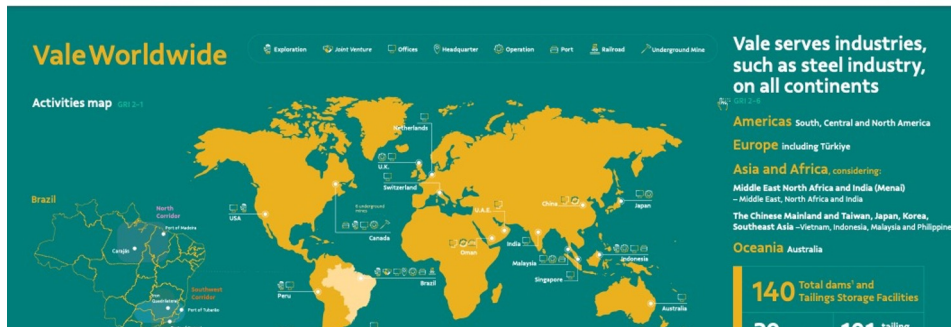 Vale Worldwide
Exploration
Joint Venture
Offices
Headquarter
Operation
Port
Railroad
Underground Mine
Activities map GRI 2-1
Netherlands
U.K.
Switzerland
USA
6 underground mines
Canada
U.A.E.
Oman
China
Japan
India
Malaysia
Singapore
Indonesia
Peru
Brazil
Australia
Brazil
North
Corridor
Port of Madeira
Carajás
Southeast
Corridor
Port of Tubarão
Vale serves industries,
such as steel industry,
on all continents
GRI 2-6
Americas South, Central and North America
Europe including Türkiye
Asia and Africa, considering:
Middle East North Africa and India (Menai)
– Middle East, North Africa and India
The Chinese Mainland and Taiwan, Japan, Korea,
Southeast Asia –Vietnam, Indonesia, Malaysia and Philippine
Oceania Australia
140 Total dams¹ and
Tailings Storage Facilities
tailing